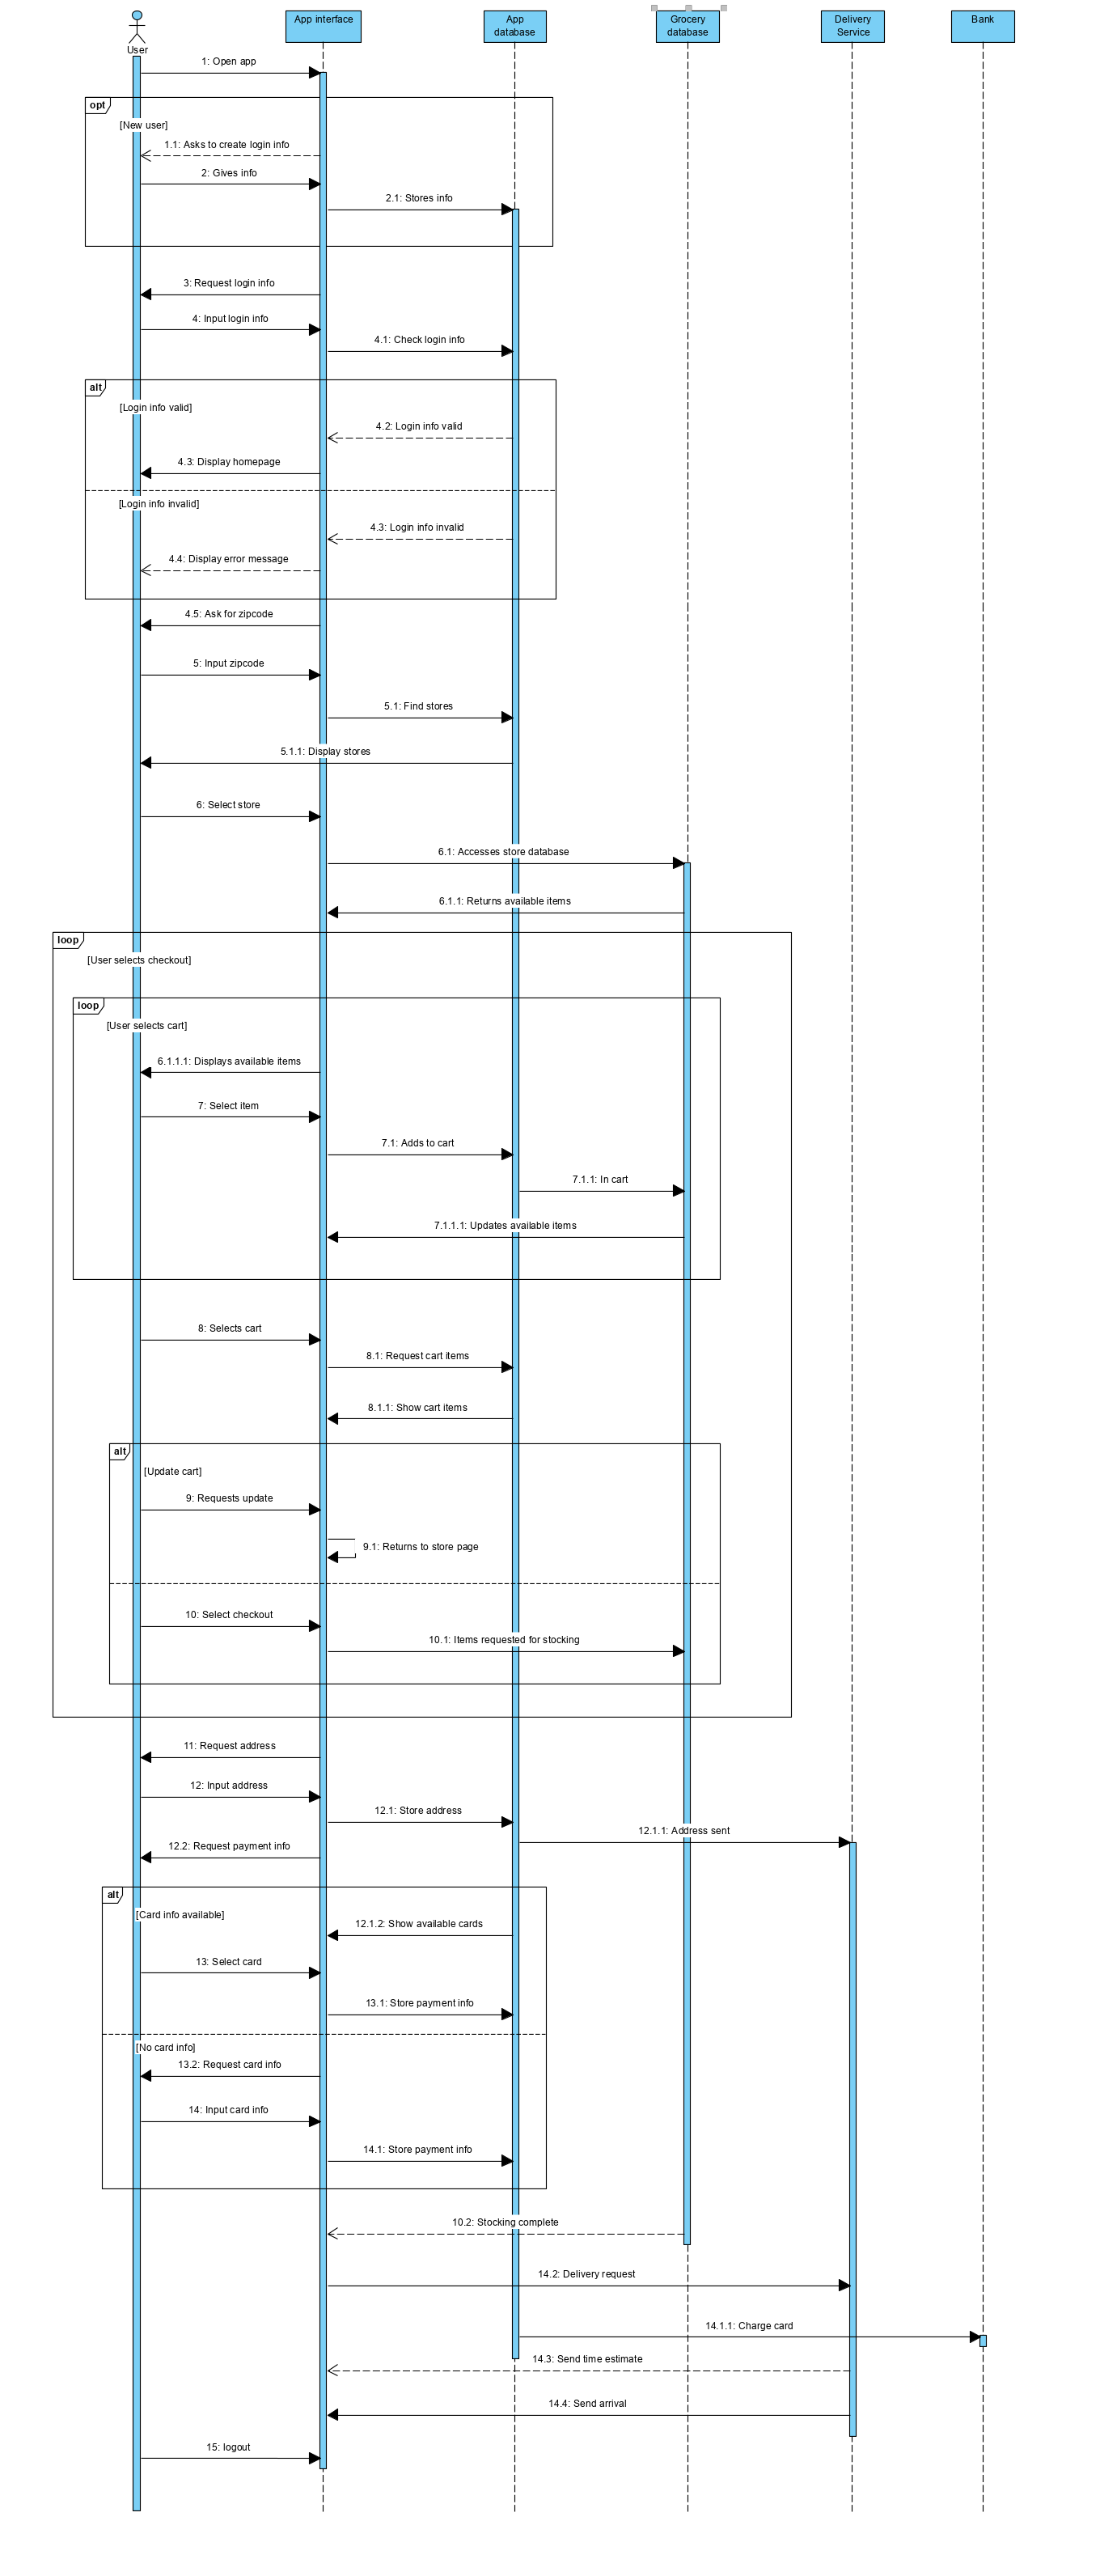 App interface
App
database
Grocery
database
Delivery
Service
Bank
User
1: Open app
opt
[New user]
1.1: Asks to create login info
2: Gives info
2.1: Stores info
3: Request login info
4: Input login info
4.1: Check login info
alt
[Login info valid]
4.2: Login info valid
4.3: Display homepage
[Login info invalid]
4.3: Login info invalid
4.4: Display error message
4.5: Ask for zipcode
5: Input zipcode
5.1: Find stores
5.1.1: Display stores
6: Select store
6.1: Accesses store database
6.1.1: Returns available items
loop
[User selects checkout]
loop
[User selects cart]
6.1.1.1: Displays available items
7: Select item
7.1: Adds to cart
7.1.1: In cart
7.1.1.1: Updates available items
8: Selects cart
8.1: Request cart items
8.1.1: Show cart items
alt
[Update cart]
9: Requests update
9.1: Returns to store page
10: Select checkout
10.1: Items requested for stocking
11: Request address
12: Input address
12.1: Store address
12.1.1: Address sent
12.2: Request payment info
alt
[Card info available]
12.1.2: Show available cards
13: Select card
13.1: Store payment info
[No card info]
13.2: Request card info
14: Input card info
14.1: Store payment info
10.2: Stocking complete
14.2: Delivery request
14.1.1: Charge card
14.3: Send time estimate
14.4: Send arrival
15: logout